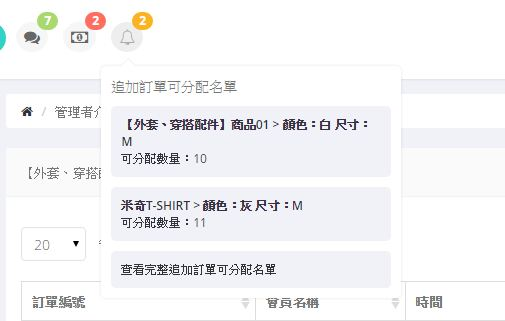 7 2 2
追加訂單可分配名單
【外套、穿搭配件】商品01 > 顏色：白 尺寸：
M
可分配數量：10
米奇T-SHIRT > 顏色：灰 尺寸：M
可分配數量：11
查看完整追加訂單可分配名單
/ 管理者介
【外套、穿搭
20
訂單編號 會員名稱 時間